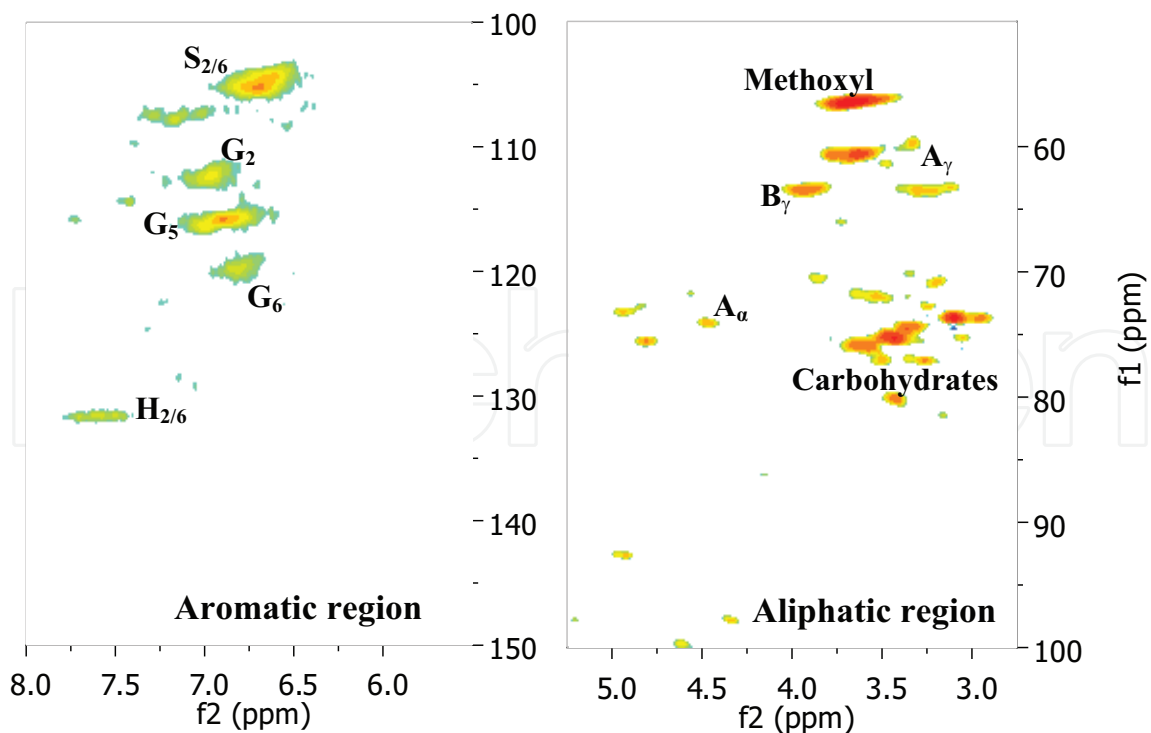 100
S2/6
G2
110
G5
120
G6
H2/6
130
140
Aromatic region
150
8.0 7.5 7.0 6.5 6.0
f2 (ppm)
Methoxyl
60
Aγ
Bγ
70
Aα
f1 (ppm)
Carbohydrates
80
90
Aliphatic region
100
5.0 4.5 4.0 3.5 3.0
f2 (ppm)